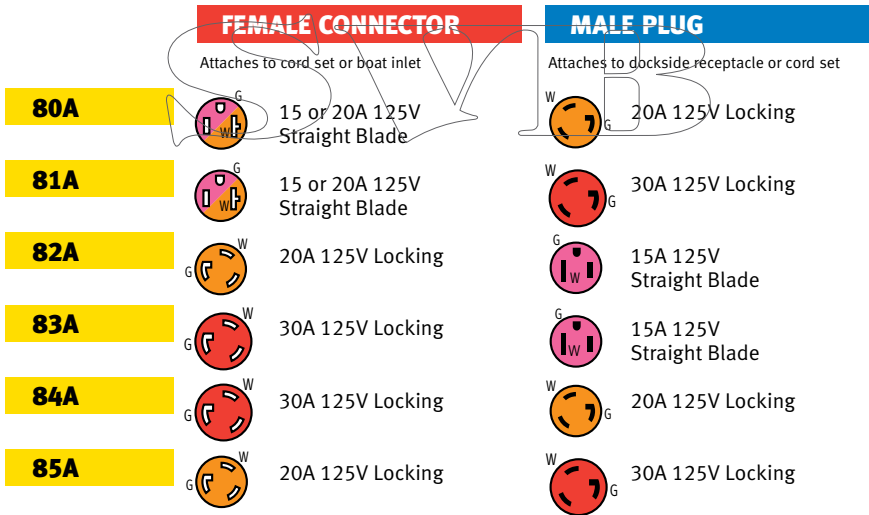 FEMALE CONNECTOR
MALE PLUG
Attaches to cord set or boat inlet
Attaches to dockside receptacle or cord set
SVB
80A
G
W
15 or 20A 125V
Straight Blade
W
G
20A 125V Locking
81A
G
W
15 or 20A 125V
Straight Blade
W
G
30A 125V Locking
82A
W
G
20A 125V Locking
G
W
15A 125V
Straight Blade
83A
W
G
30A 125V Locking
G
W
15A 125V
Straight Blade
84A
W
G
30A 125V Locking
W
G
20A 125V Locking
85A
W
G
20A 125V Locking
W
G
30A 125V Locking